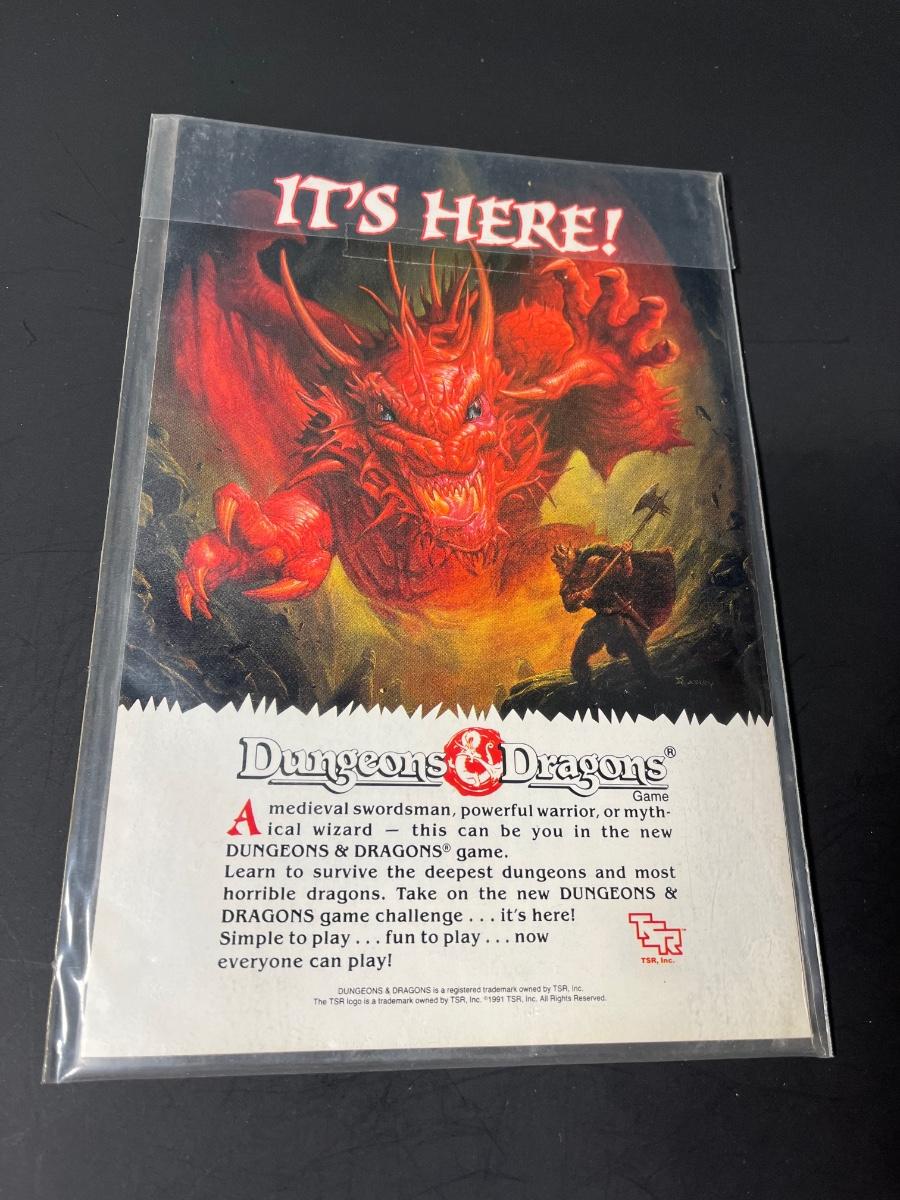 IT'S HERE!
EASLEY
Dungeons & Dragons®
Game
A medieval swordsman, powerful warrior, or myth-
ical wizard — this can be you in the new
DUNGEONS & DRAGONS® game.
Learn to survive the deepest dungeons and most
horrible dragons. Take on the new DUNGEONS &
DRAGONS game challenge . . . it's here!
Simple to play . . . fun to play . . . now
everyone can play!
TSR™
TSR, Inc.
DUNGEONS & DRAGONS is a registered trademark owned by TSR, Inc.
The TSR logo is a trademark owned by TSR, Inc. ©1991 TSR, Inc. All Rights Reserved.